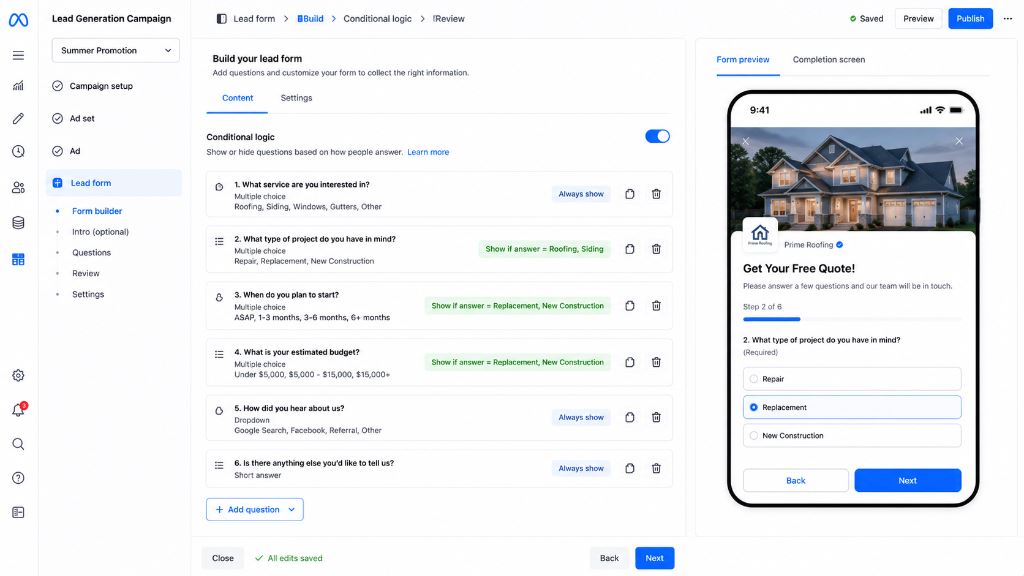 Lead Generation Campaign
Summer Promotion
Campaign setup
Ad set
Ad
Lead form
Form builder
Intro (optional)
Questions
Review
Settings
3
Lead form
Build
Conditional logic
!Review
Saved
Preview
Publish
Build your lead form
Add questions and customize your form to collect the right information.
Content
Settings
Conditional logic
Show or hide questions based on how people answer. Learn more
1. What service are you interested in?
Multiple choice
Roofing, Siding, Windows, Gutters, Other
Always show
2. What type of project do you have in mind?
Multiple choice
Repair, Replacement, New Construction
Show if answer = Roofing, Siding
3. When do you plan to start?
Multiple choice
ASAP, 1-3 months, 3-6 months, 6+ months
Show if answer = Replacement, New Construction
4. What is your estimated budget?
Multiple choice
Under $5,000, $5,000 - $15,000, $15,000+
Show if answer = Replacement, New Construction
5. How did you hear about us?
Dropdown
Google Search, Facebook, Referral, Other
Always show
6. Is there anything else you'd like to tell us?
Short answer
Always show
+ Add question
Close
All edits saved
Back
Next
Form preview
Completion screen
9:41
Prime Roofing
Prime Roofing
Get Your Free Quote!
Please answer a few questions and our team will be in touch.
Step 2 of 6
2. What type of project do you have in mind?
(Required)
Repair
Replacement
New Construction
Back
Next